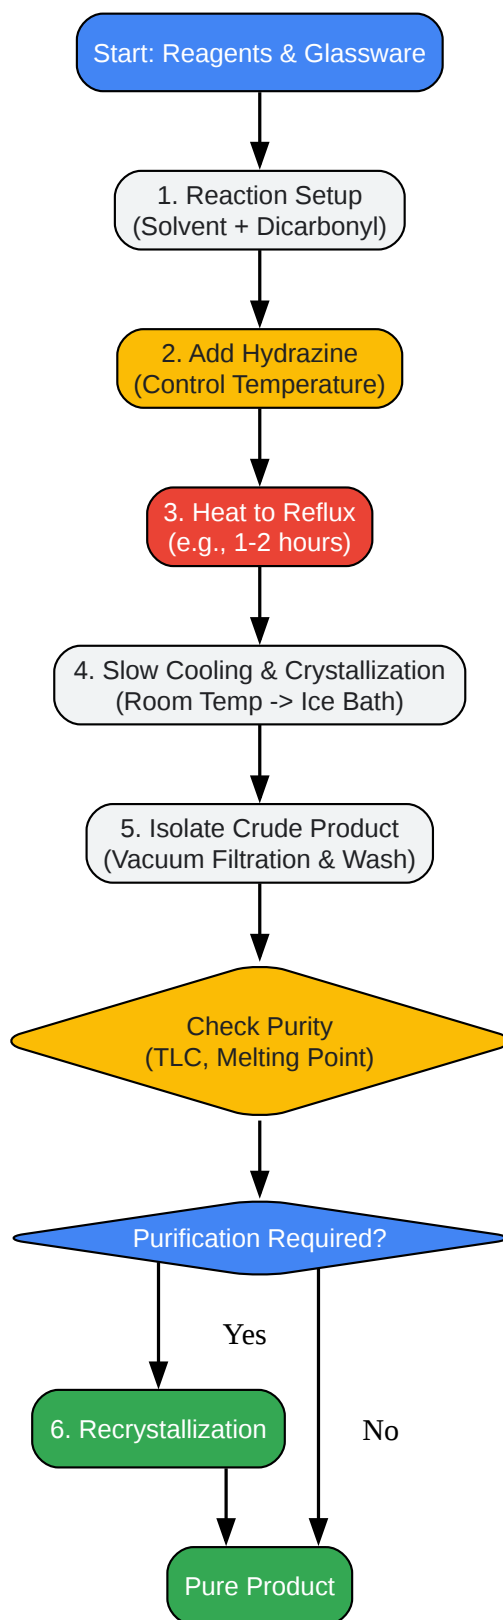 Start: Reagents & Glassware
1. Reaction Setup
(Solvent + Dicarbonyl)
2. Add Hydrazine
(Control Temperature)
3. Heat to Reflux
(e.g., 1-2 hours)
4. Slow Cooling & Crystallization
(Room Temp -> Ice Bath)
5. Isolate Crude Product
(Vacuum Filtration & Wash)
Check Purity
(TLC, Melting Point)
Purification Required?
Yes
6. Recrystallization
No
Pure Product